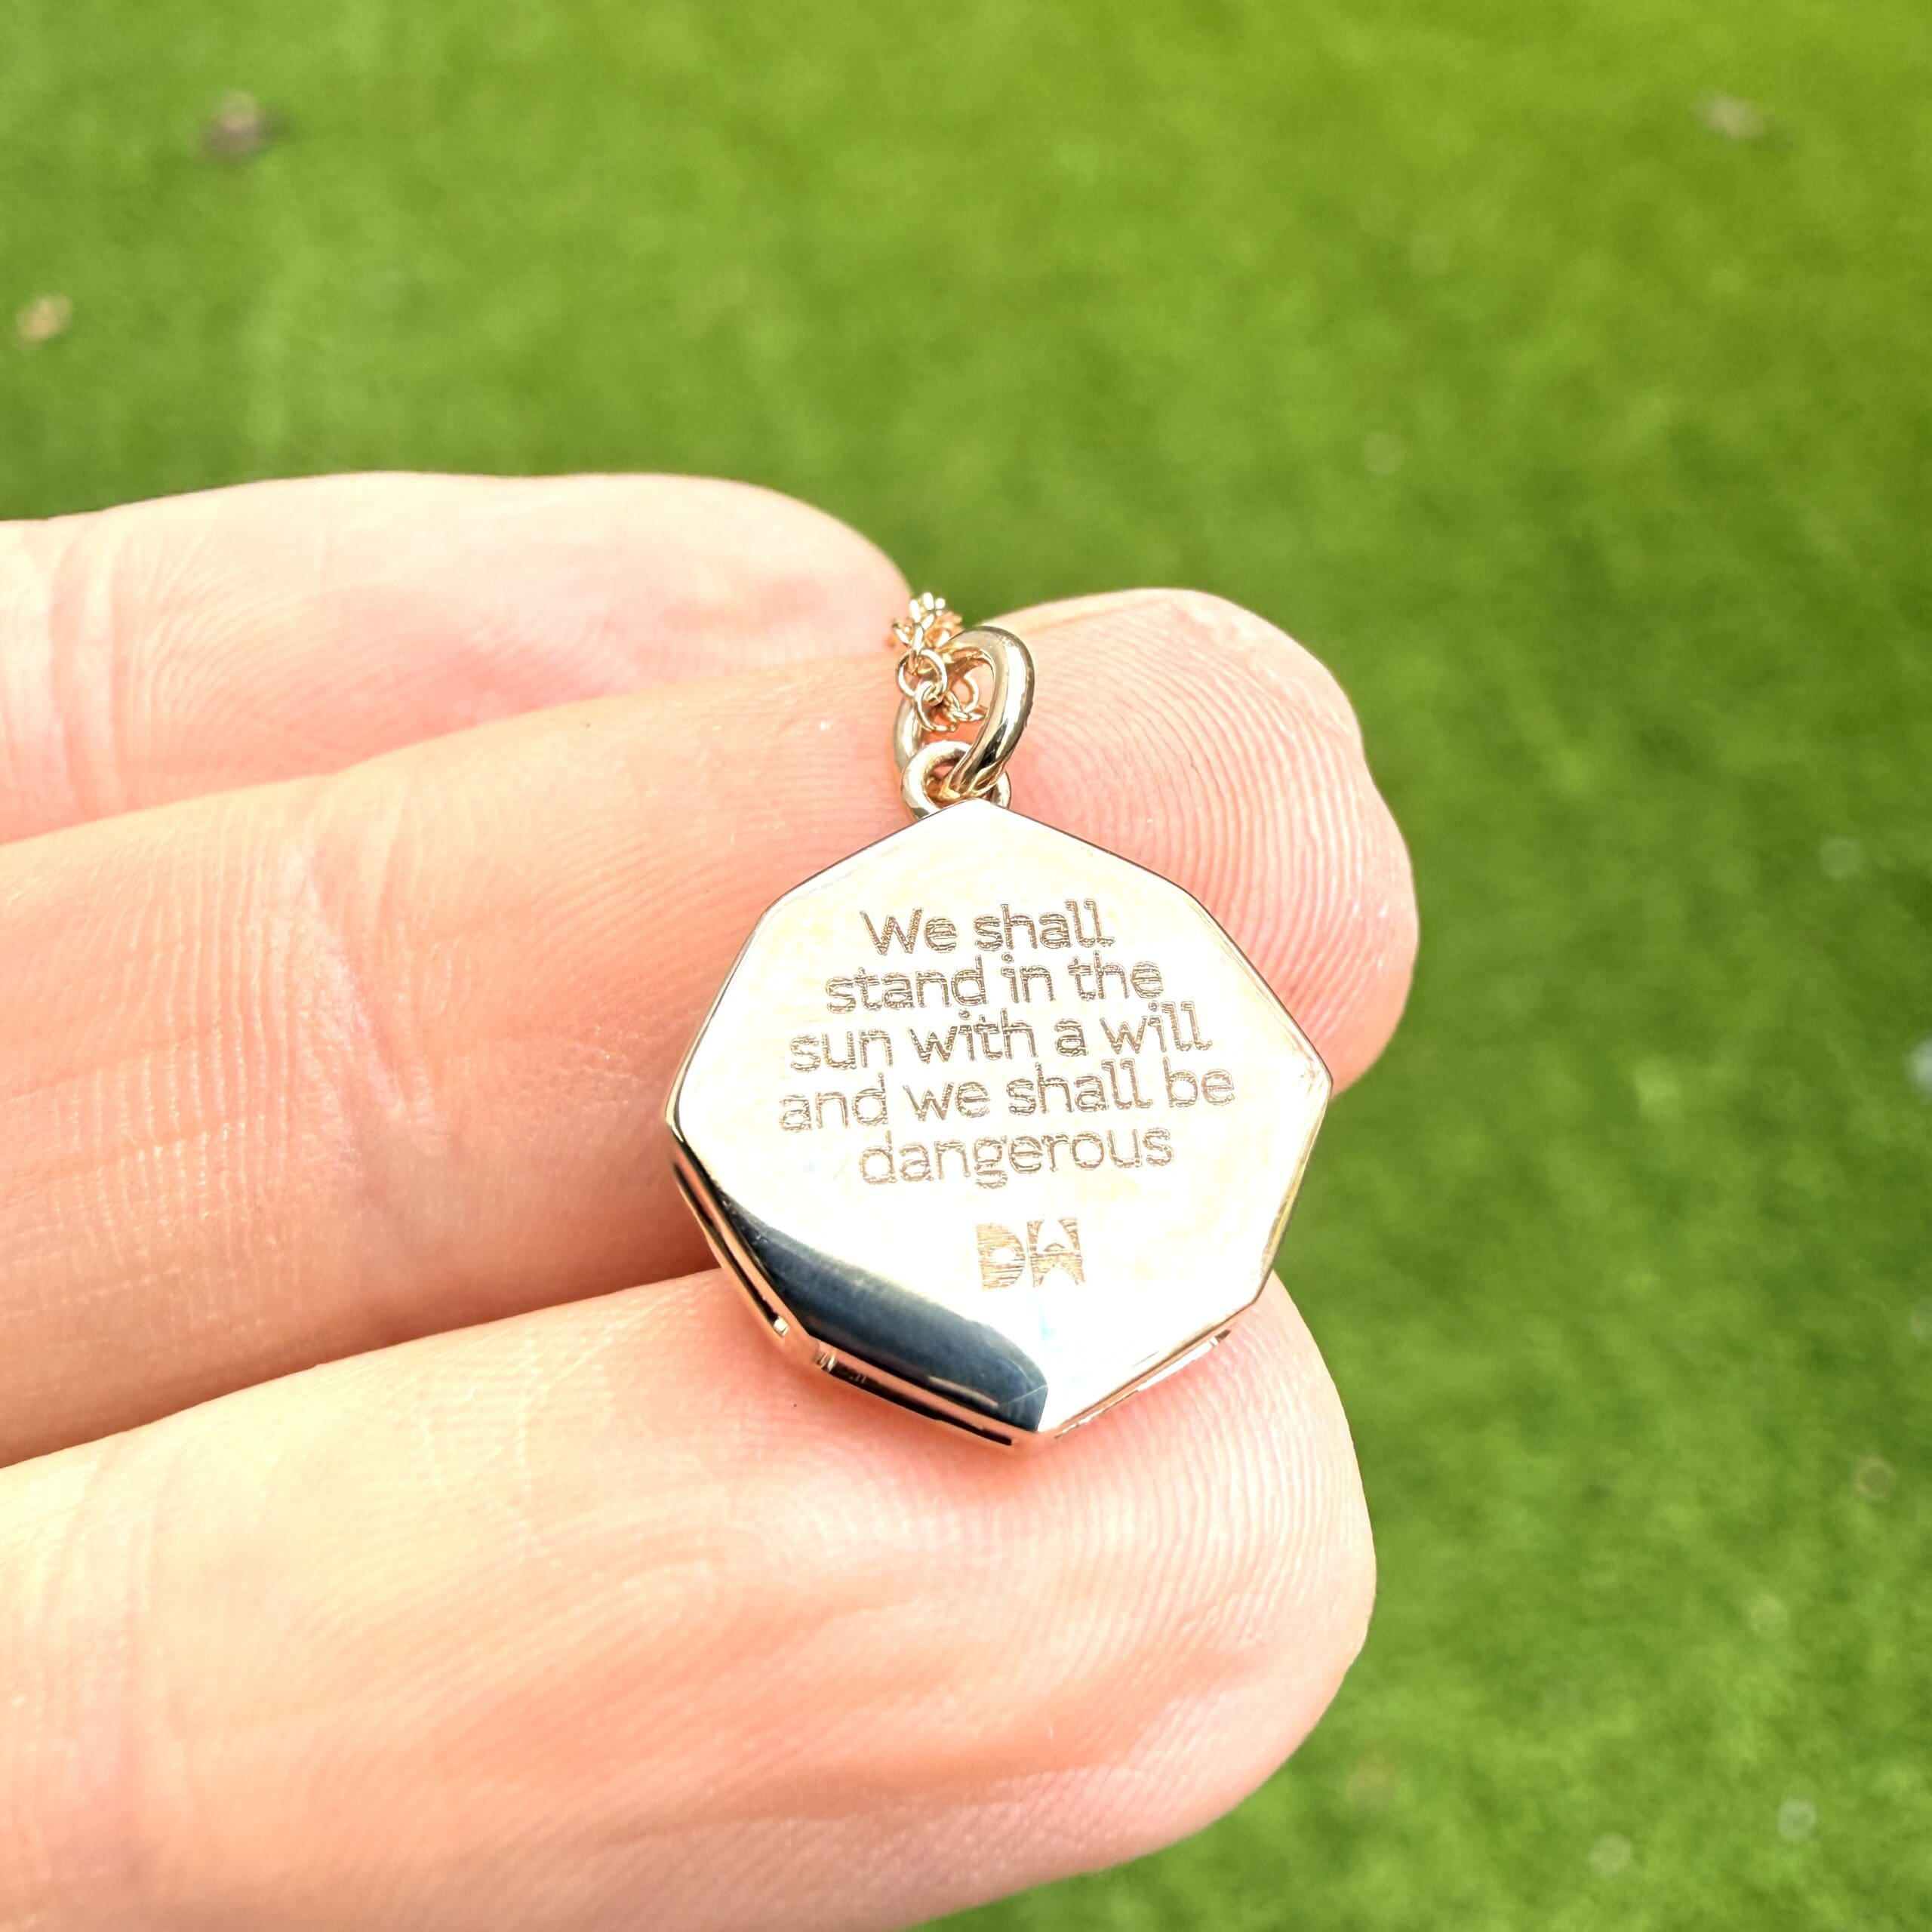 We shall
stand in the
sun with a will
and we shall be
dangerous
DW